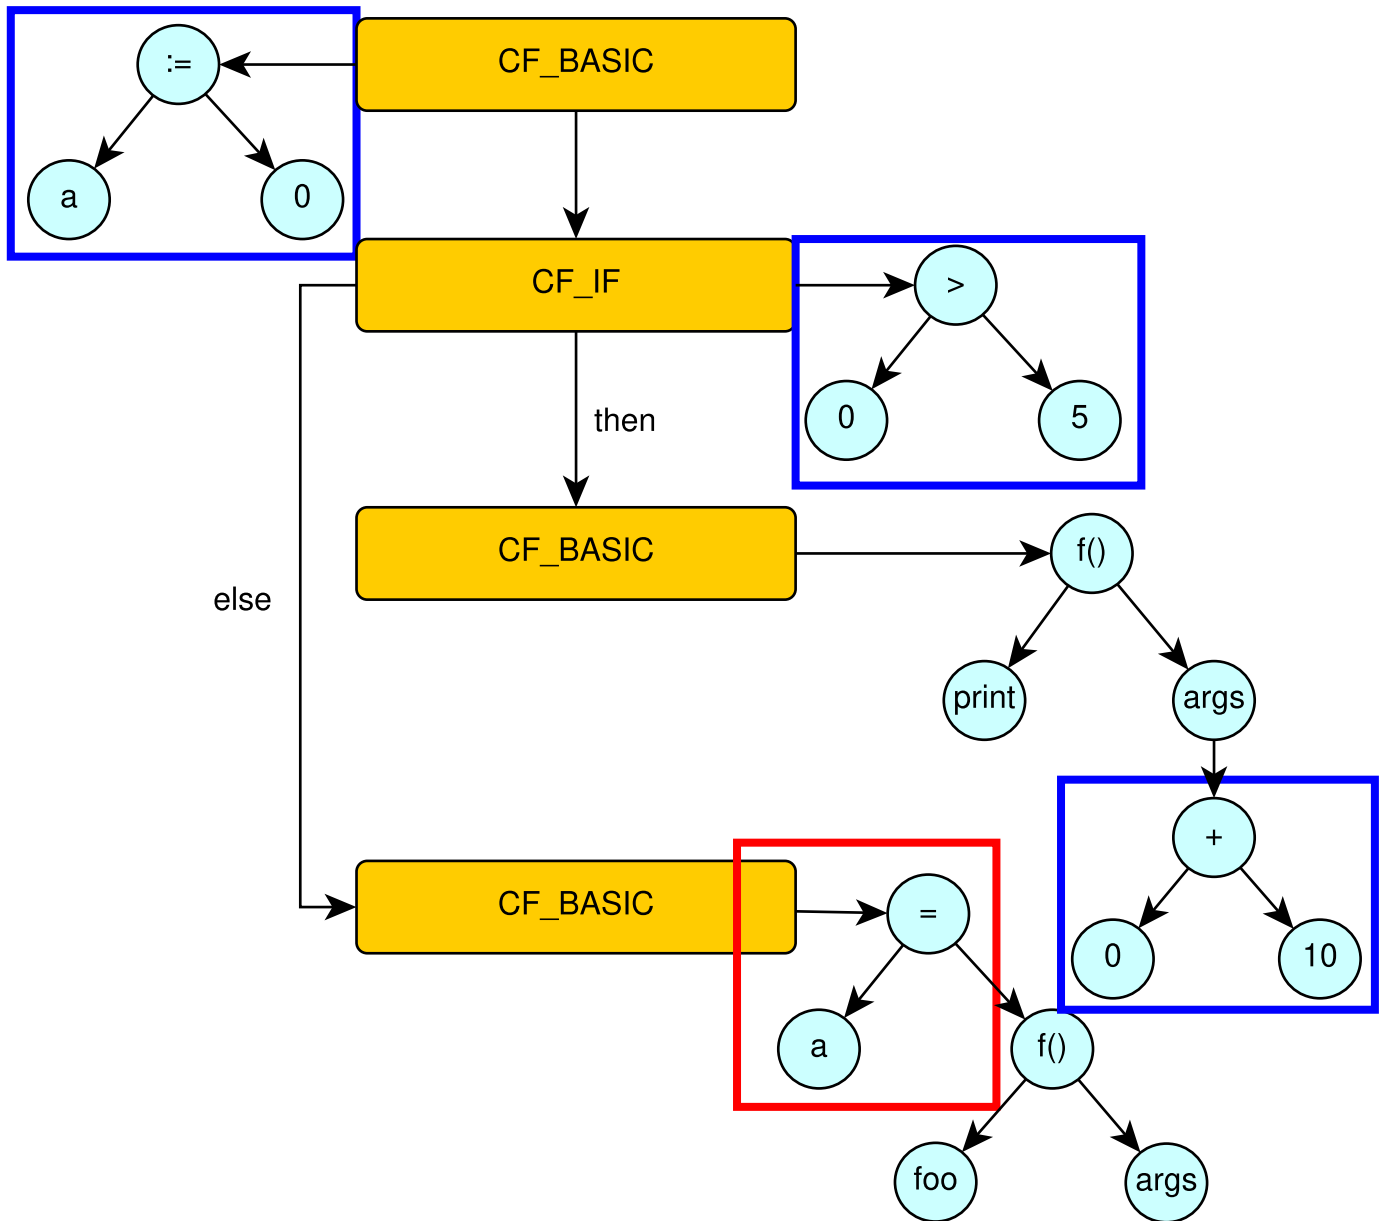 :=
CF_BASIC
a
0
CF_IF
>
0
5
then
CF_BASIC
f()
else
print
args
+
CF_BASIC
=
0
10
a
f()
foo
args